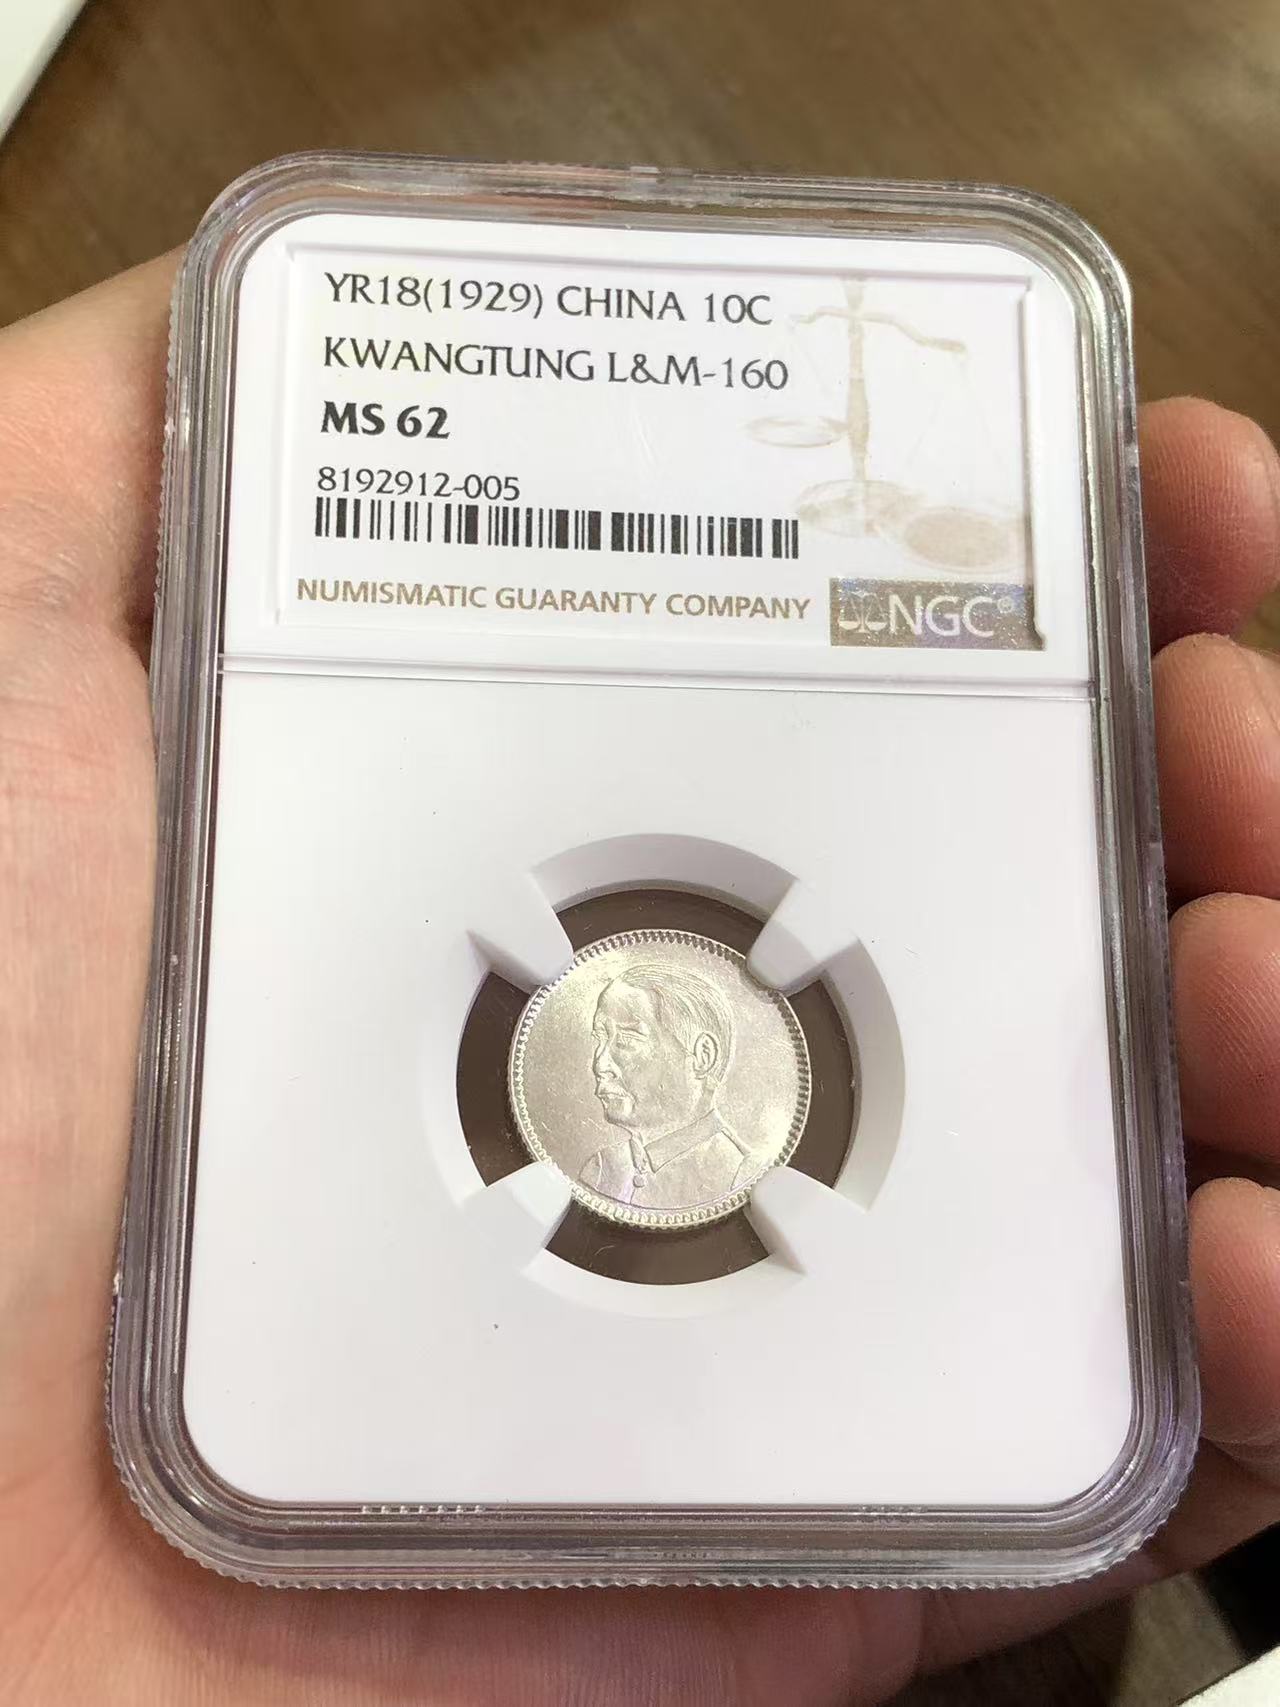 YR18(1929) CHINA 10C
KWANGTUNG L&M-160
MS 62
8192912-005
NUMISMATIC GUARANTY COMPANY
NGC®